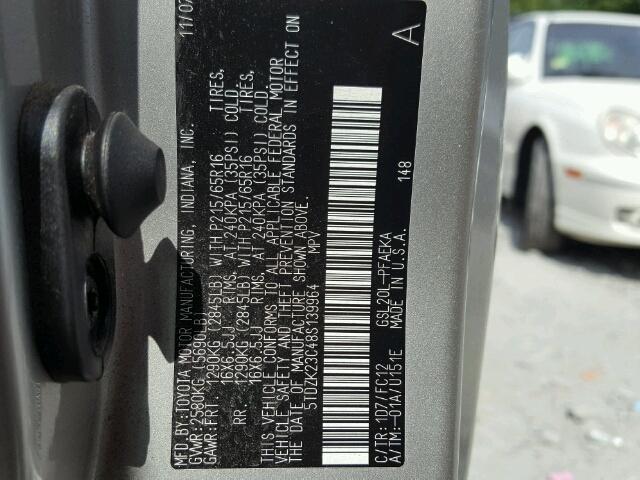 MFD.BY:TOYOTA MOTOR MANUFACTURING, INDIANA, INC. 11/07
GVWR:2580KG (5690LB)
GAWR:FRT 1290KG (2845LB) WITH P215/65R16 TIRES,
16X6.5JJ RIMS, AT 240KPA (35PSI) COLD.
RR 1290KG (2845LB) WITH P215/65R16 TIRES,
16X6.5JJ RIMS, AT 240KPA (35PSI) COLD.
THIS VEHICLE CONFORMS TO ALL APPLICABLE FEDERAL MOTOR
VEHICLE SAFETY AND THEFT PREVENTION STANDARDS IN EFFECT ON
THE DATE OF MANUFACTURE SHOWN ABOVE.
5TDZK23C48S139964 MPV
C/TR:1D7/FC12 GSL20L-PFAEKA 148 A
A/TM:-01A/U151E MADE IN U.S.A.